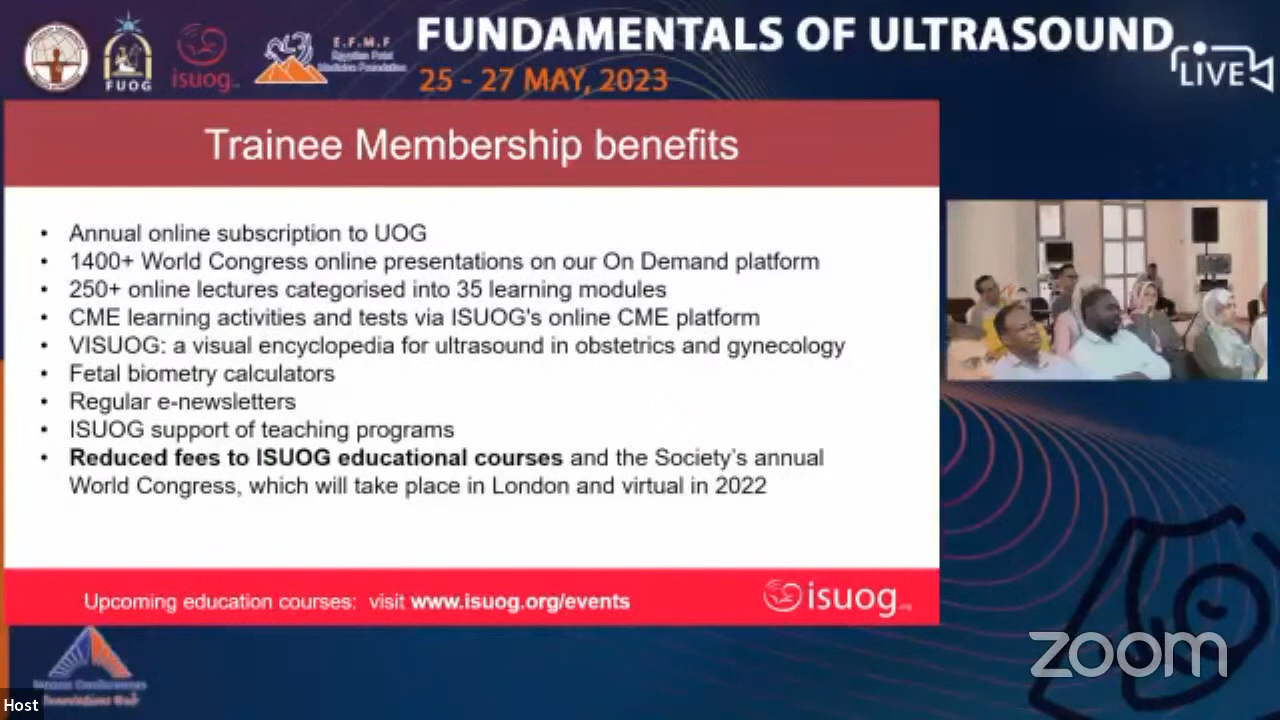 FUNDAMENTALS OF ULTRASOUND
LIVE
25 - 27 MAY, 2023
FUOG
isuog
E.F.M.F
Egyptian Fetal
Medicine Foundation
Trainee Membership benefits
• Annual online subscription to UOG
• 1400+ World Congress online presentations on our On Demand platform
• 250+ online lectures categorised into 35 learning modules
• CME learning activities and tests via ISUOG's online CME platform
• VISUOG: a visual encyclopedia for ultrasound in obstetrics and gynecology
• Fetal biometry calculators
• Regular e-newsletters
• ISUOG support of teaching programs
• Reduced fees to ISUOG educational courses and the Society's annual
World Congress, which will take place in London and virtual in 2022
Upcoming education courses: visit www.isuog.org/events
isuog
zoom
Host